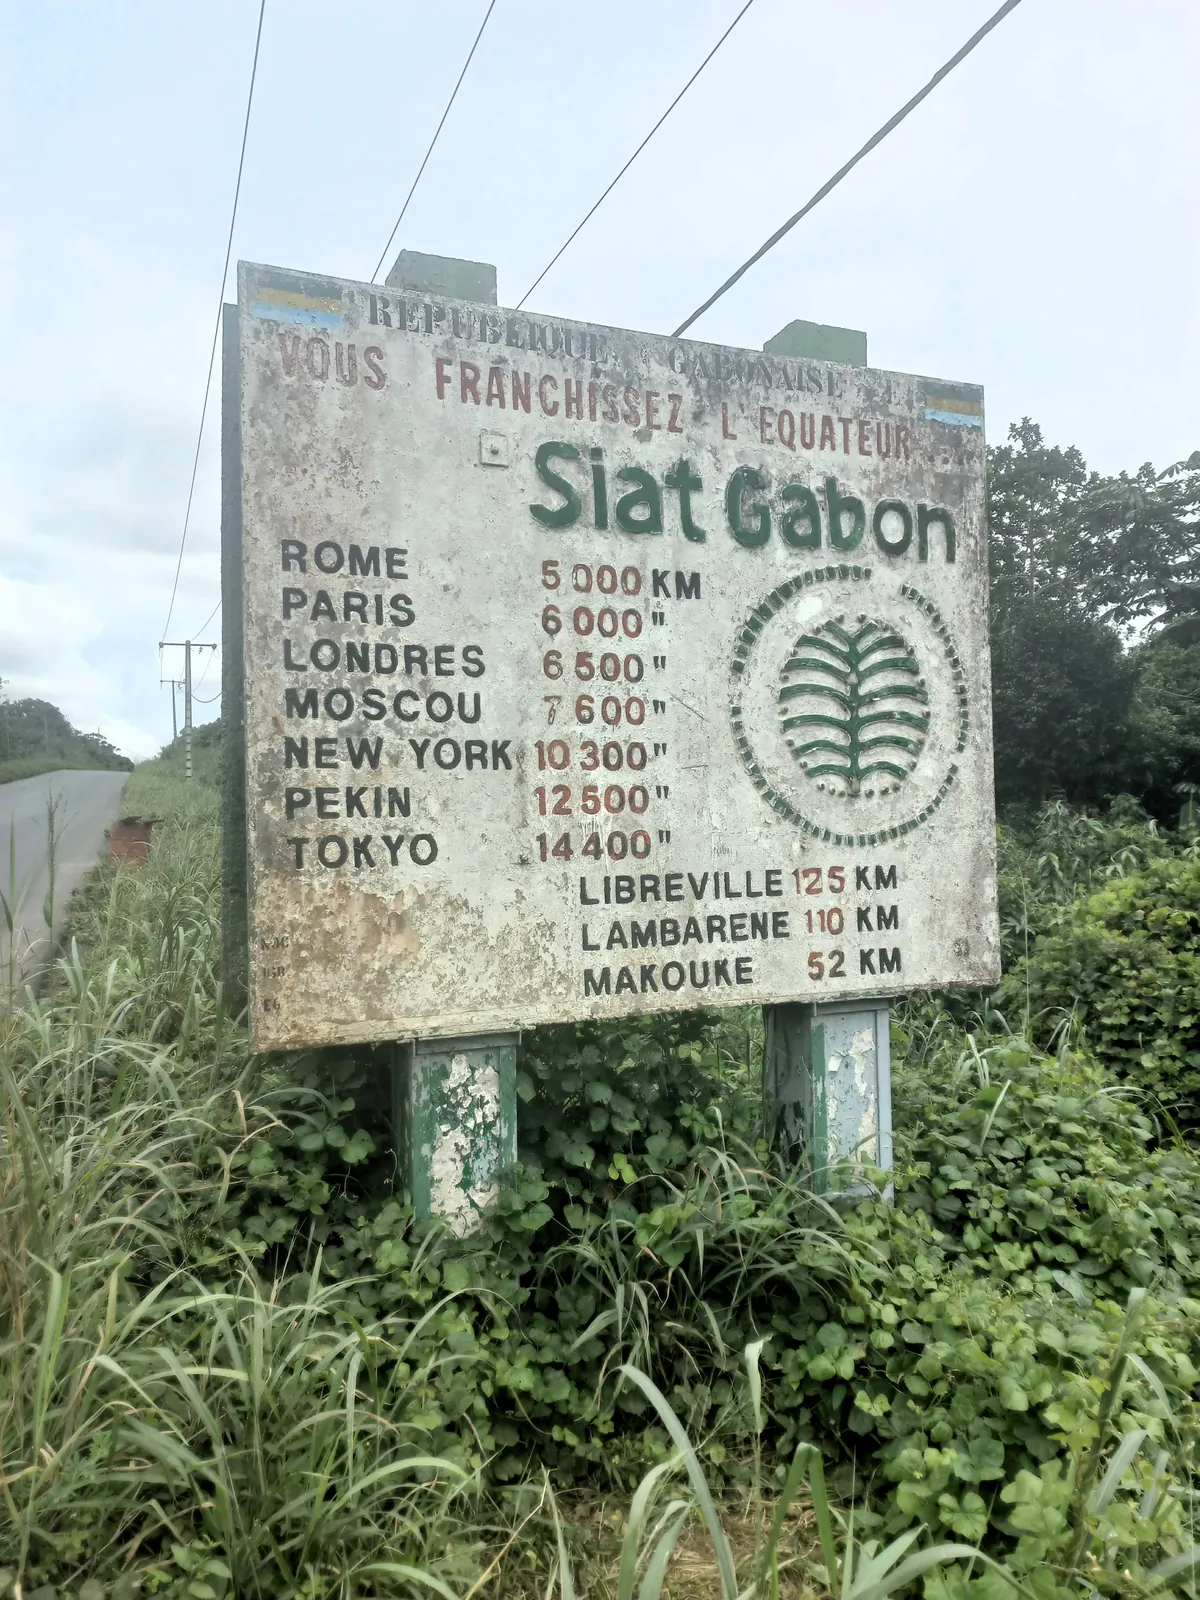 REPUBLIQUE GABONAISE
VOUS FRANCHISSEZ L'EQUATEUR
Siat Gabon
ROME 5 000 KM
PARIS 6 000 "
LONDRES 6 500 "
MOSCOU 7 600 "
NEW YORK 10 300 "
PEKIN 12 500 "
TOKYO 14 400 "
LIBREVILLE 125 KM
LAMBARENE 110 KM
MAKOUKE 52 KM